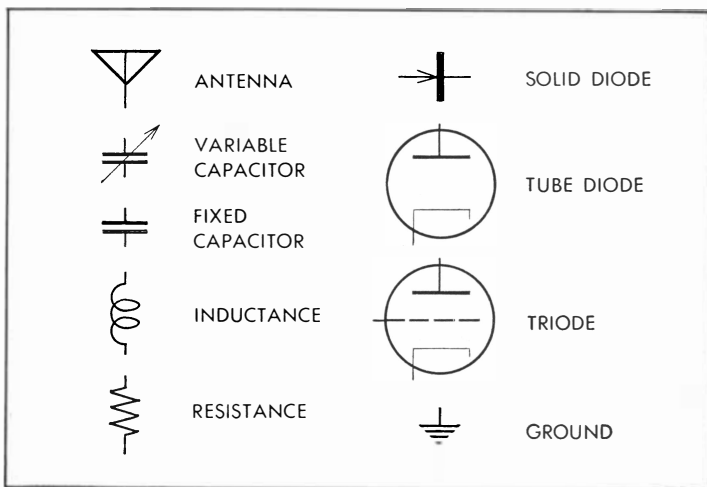 ANTENNA
VARIABLE
CAPACITOR
FIXED
CAPACITOR
INDUCTANCE
RESISTANCE
SOLID DIODE
TUBE DIODE
TRIODE
GROUND